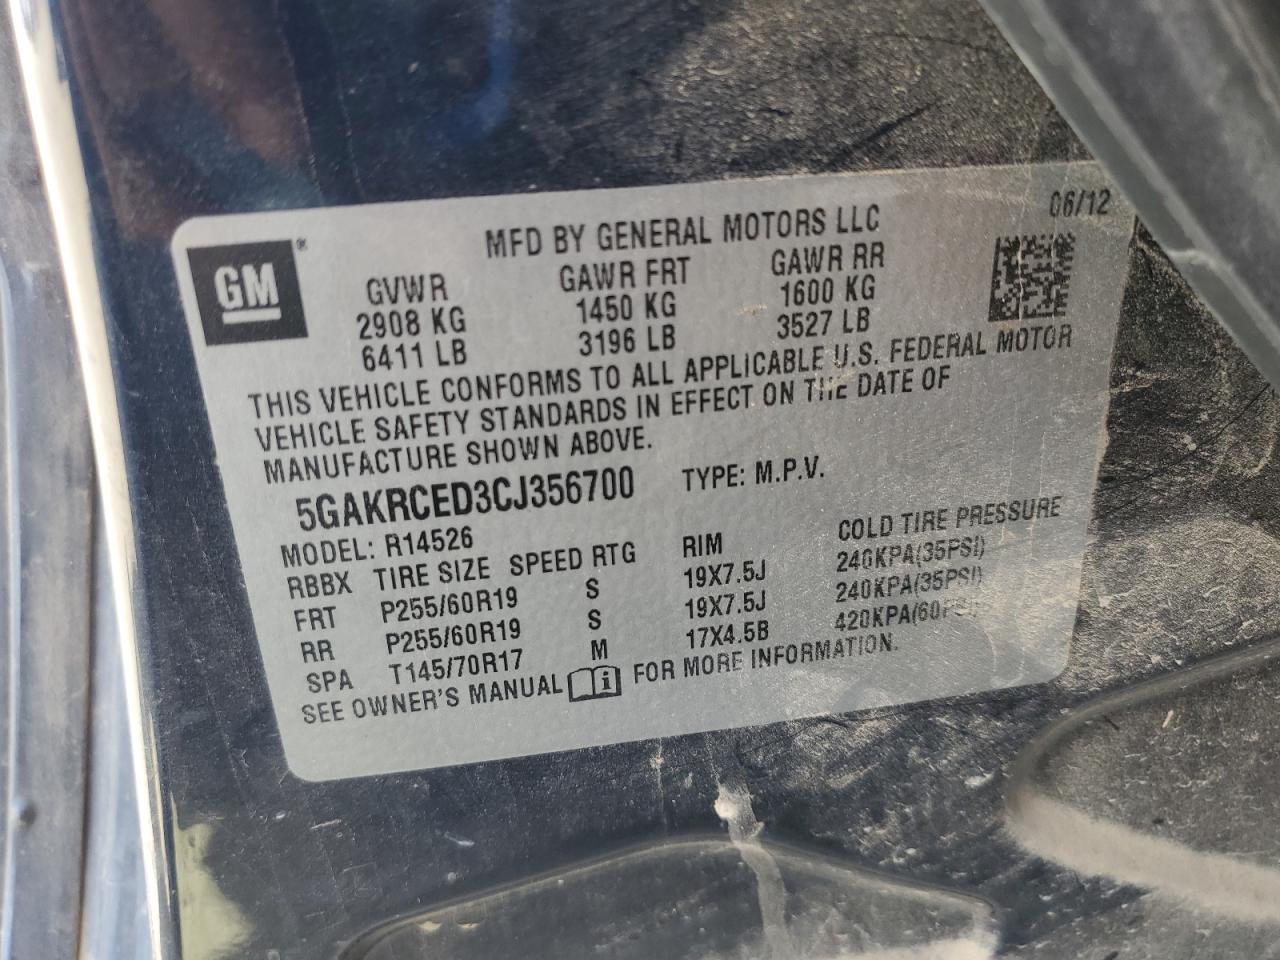 06/12
GM®
MFD BY GENERAL MOTORS LLC
GVWR GAWR FRT GAWR RR
2908 KG 1450 KG 1600 KG
6411 LB 3196 LB 3527 LB
THIS VEHICLE CONFORMS TO ALL APPLICABLE U.S. FEDERAL MOTOR
VEHICLE SAFETY STANDARDS IN EFFECT ON THE DATE OF
MANUFACTURE SHOWN ABOVE.
5GAKRCED3CJ356700 TYPE: M.P.V.
MODEL: R14526
RBBX TIRE SIZE SPEED RTG RIM COLD TIRE PRESSURE
FRT P255/60R19 S 19X7.5J 240KPA(35PSI)
RR P255/60R19 S 19X7.5J 240KPA(35PSI)
SPA T145/70R17 M 17X4.5B 420KPA(60PSI)
SEE OWNER'S MANUAL i FOR MORE INFORMATION.